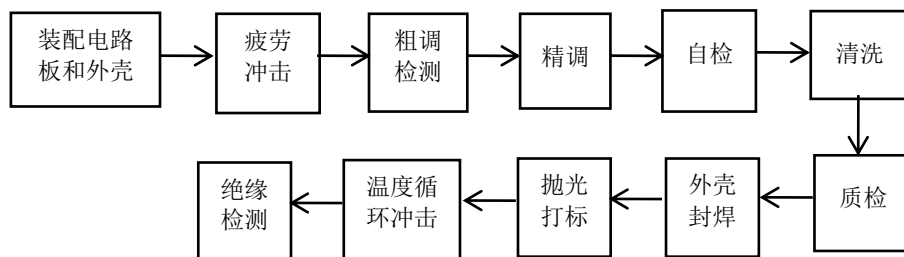 装配电路
板和外壳
疲劳
冲击
粗调
检测
精调
自检
清洗
质检
外壳
封焊
抛光
打标
温度循
环冲击
绝缘
检测